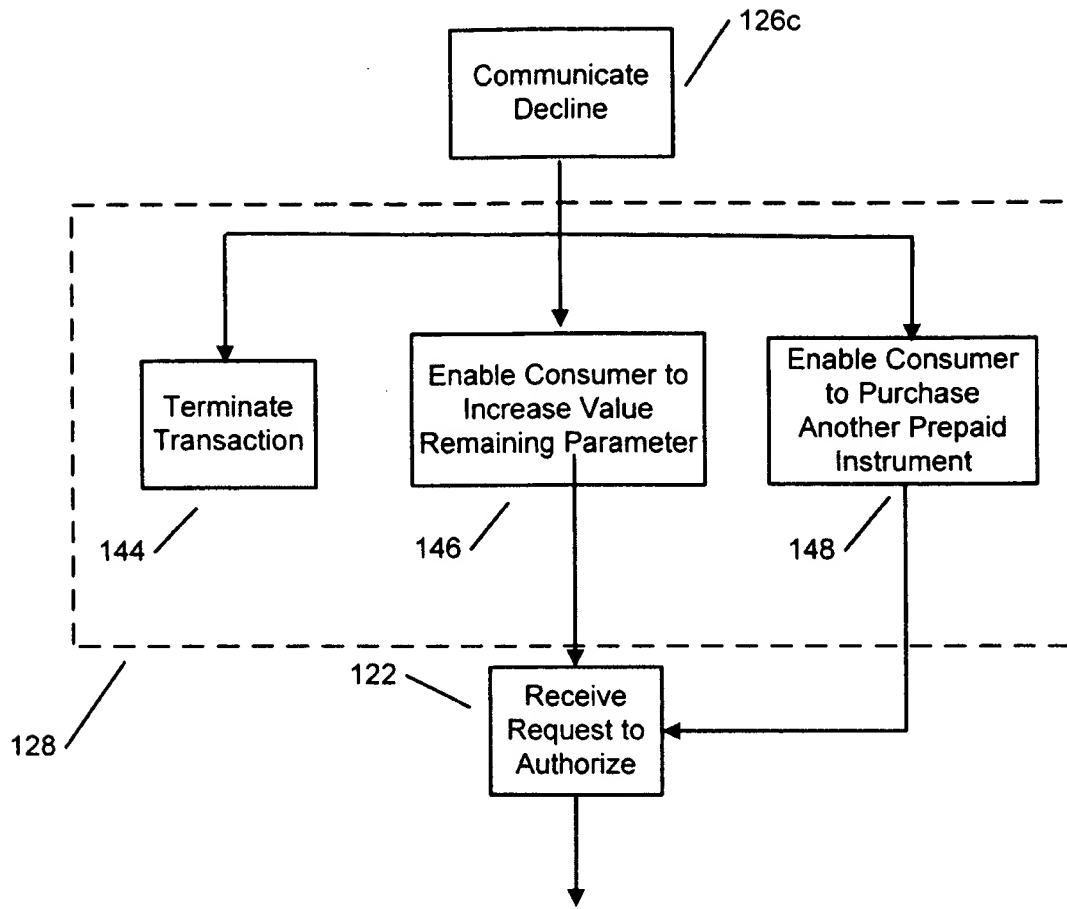 126c
Communicate
Decline
Terminate
Transaction
144
Enable Consumer to
Increase Value
Remaining Parameter
146
Enable Consumer
to Purchase
Another Prepaid
Instrument
148
128
122
Receive
Request to
Authorize